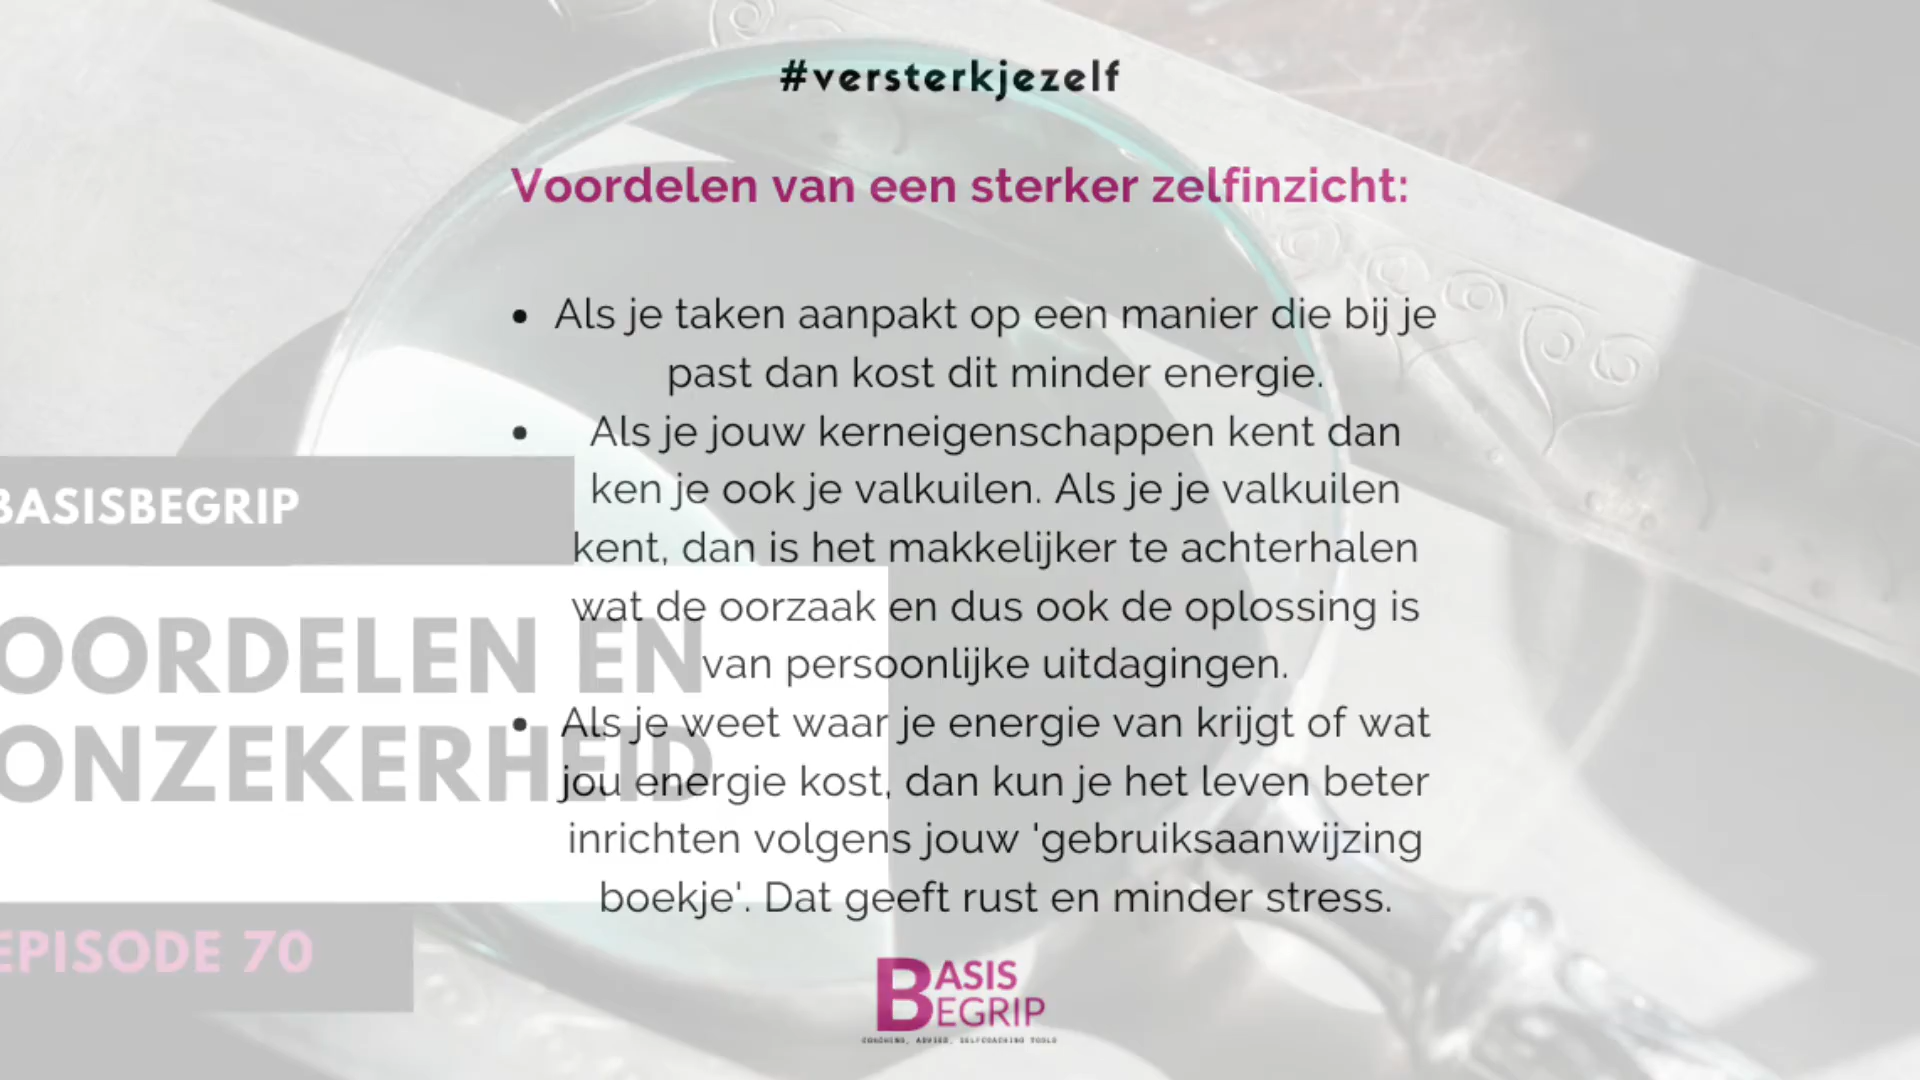 #versterkjezelf
Voordelen van een sterker zelfinzicht:
• Als je taken aanpakt op een manier die bij je
past dan kost dit minder energie.
• Als je jouw kerneigenschappen kent dan
ken je ook je valkuilen. Als je je valkuilen
kent, dan is het makkelijker te achterhalen
wat de oorzaak en dus ook de oplossing is
van persoonlijke uitdagingen.
• Als je weet waar je energie van krijgt of wat
jou energie kost, dan kun je het leven beter
inrichten volgens jouw 'gebruiksaanwijzing
boekje'. Dat geeft rust en minder stress.
BASISBEGRIP
OORDELEN EN
ONZEKERHEID
EPISODE 70
BASIS
BEGRIP
COACHING, ADVIES, SELFCOACHING TOOLS